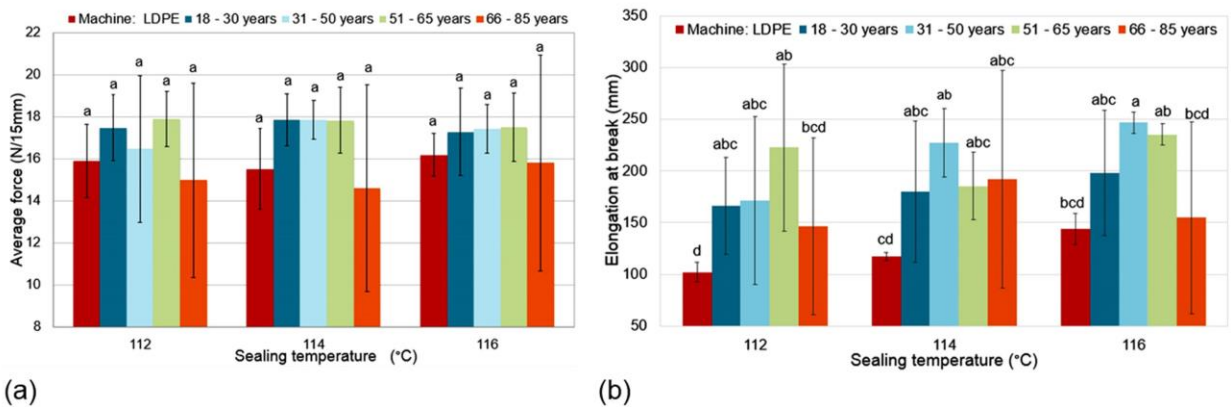 22
20
18
16
14
12
10
8
Average force (N/15mm)
Machine: LDPE 18 - 30 years 31 - 50 years 51 - 65 years 66 - 85 years
a a a a a
a a a a a
a a a a a
112 114 116
Sealing temperature (°C)
(a)
350
300
250
200
150
100
50
Elongation at break (mm)
Machine: LDPE 18 - 30 years 31 - 50 years 51 - 65 years 66 - 85 years
d abc abc ab bcd
cd abc ab abc abc
bcd abc a ab bcd
112 114 116
Sealing temperature (°C)
(b)